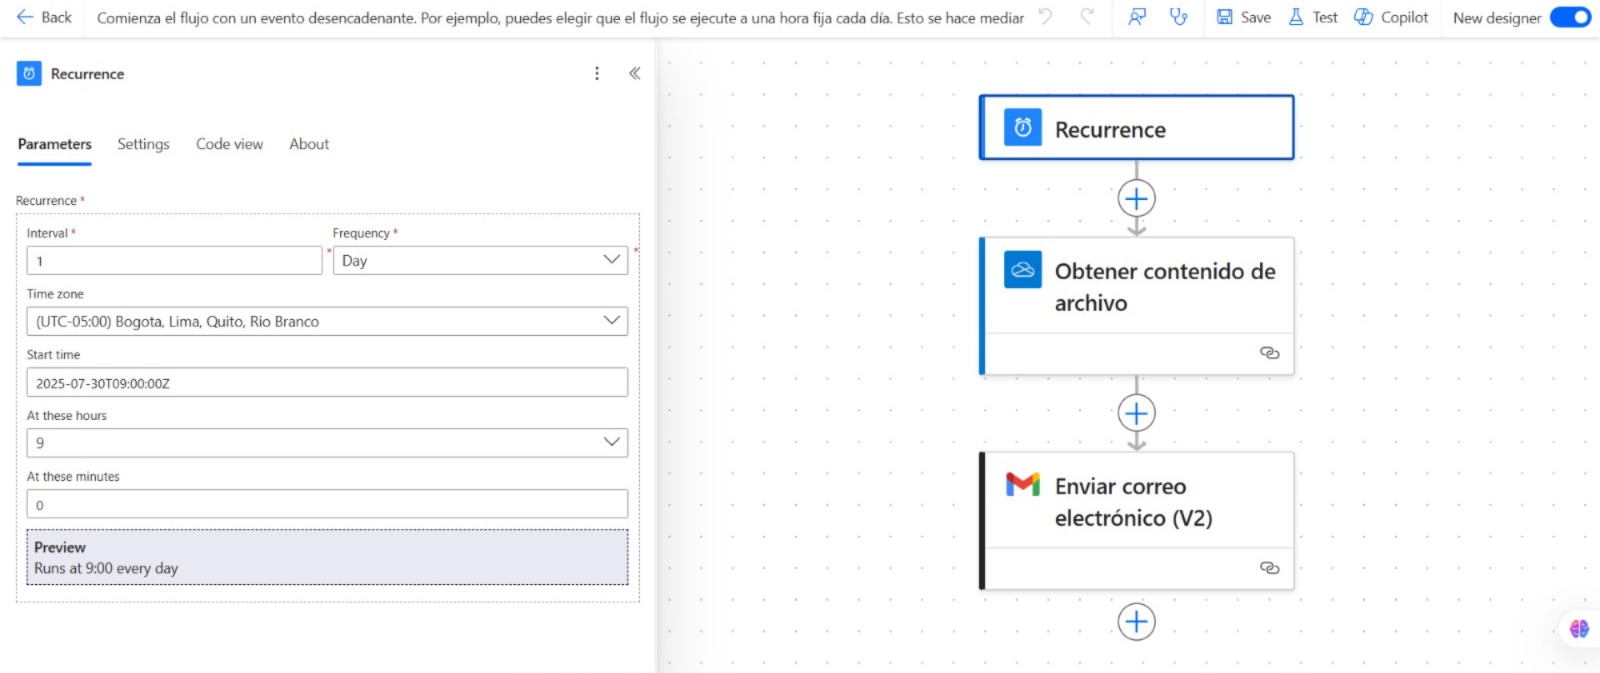 Back
Comienza el flujo con un evento desencadenante. Por ejemplo, puedes elegir que el flujo se ejecute a una hora fija cada día. Esto se hace mediar
Save
Test
Copilot
New designer
Recurrence
Parameters
Settings
Code view
About
Recurrence *
Interval *
Frequency *
1
*
Day
*
Time zone
(UTC-05:00) Bogota, Lima, Quito, Rio Branco
Start time
2025-07-30T09:00:00Z
At these hours
9
At these minutes
0
Preview
Runs at 9:00 every day
Recurrence
Obtener contenido de
archivo
Enviar correo
electrónico (V2)